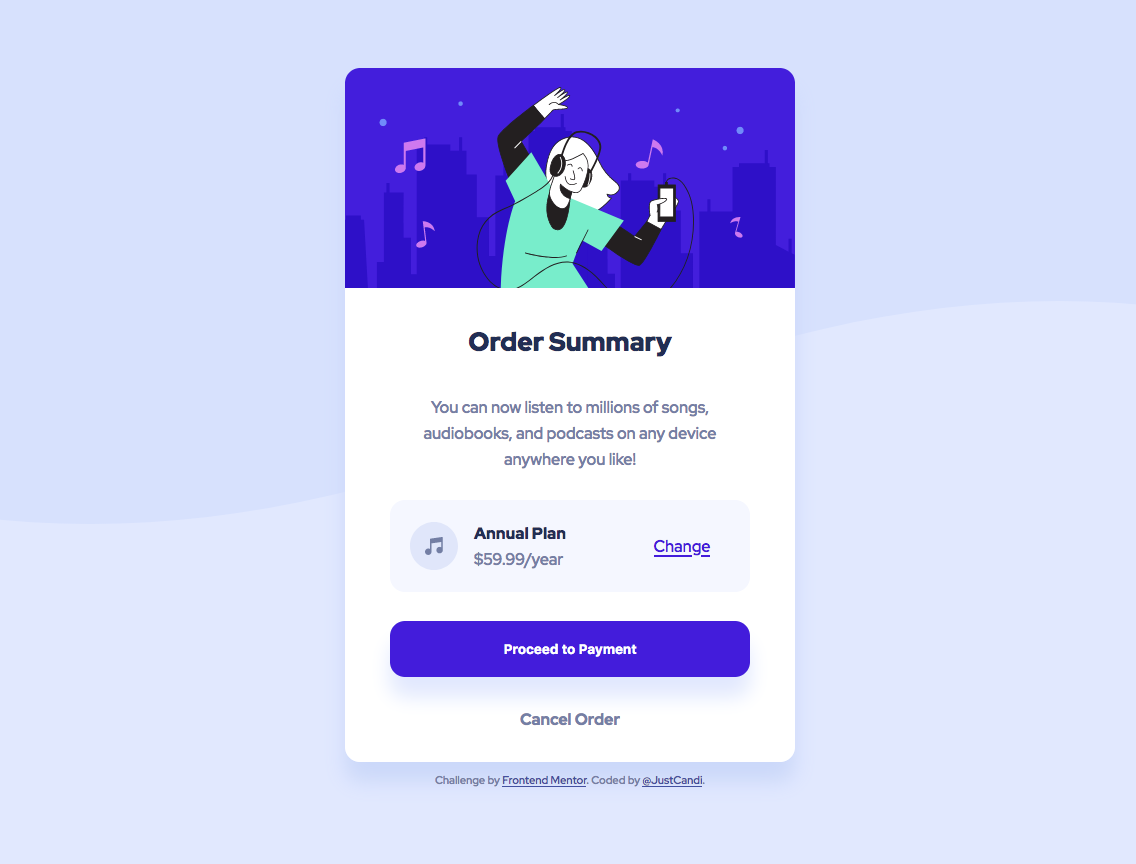 Order Summary
You can now listen to millions of songs,
audiobooks, and podcasts on any device
anywhere you like!
Annual Plan
$59.99/year
Change
Proceed to Payment
Cancel Order
Challenge by Frontend Mentor. Coded by @JustCandi.